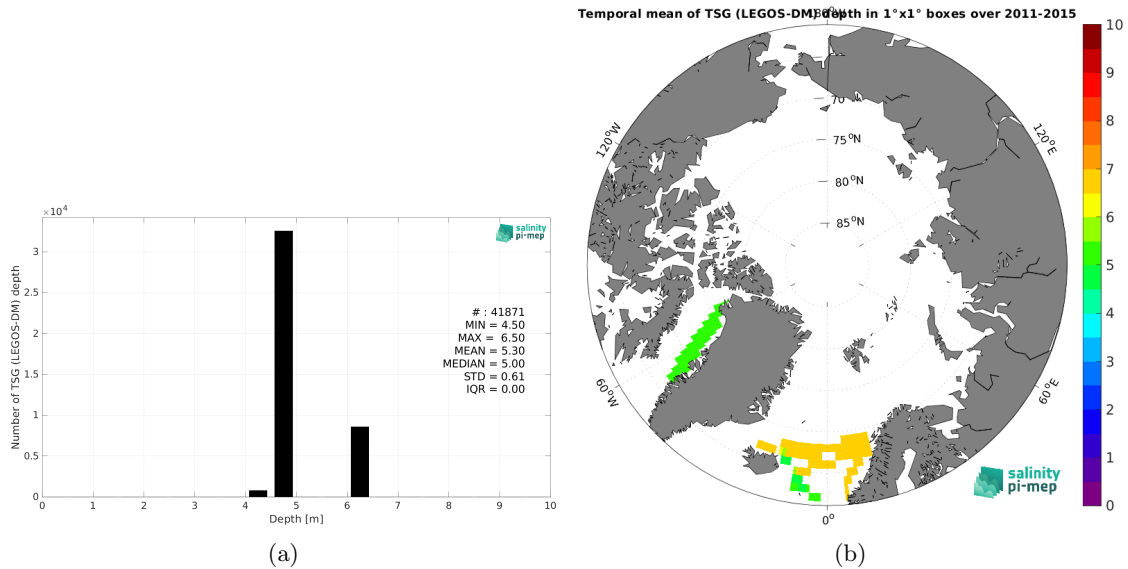 ×10⁴
3
2.5
2
1.5
1
0.5
0
Number of TSG (LEGOS-DM) depth
0 1 2 3 4 5 6 7 8 9 10
Depth [m]
salinity
pi-mep
# : 41871
MIN = 4.50
MAX = 6.50
MEAN = 5.30
MEDIAN = 5.00
STD = 0.61
IQR = 0.00
(a)
Temporal mean of TSG (LEGOS-DM) depth in 1°x1° boxes over 2011-2015
180°W
120°W
120°E
70
75°N
80°N
85°N
60°W
60°E
0°
salinity
pi-mep
10
9
8
7
6
5
4
3
2
1
0
(b)